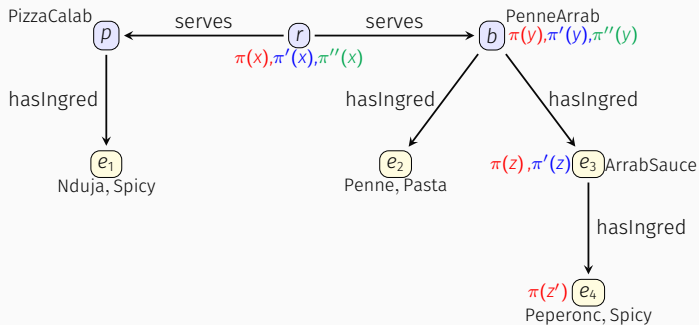 PizzaCalab p serves r serves b PenneArrab
π(x),π′(x),π″(x) π(y),π′(y),π″(y)
hasIngred hasIngred hasIngred
e₁ e₂ π(z) ,π′(z) e₃ ArrabSauce
Nduja, Spicy Penne, Pasta
hasIngred
π(z′) e₄
Peperonc, Spicy